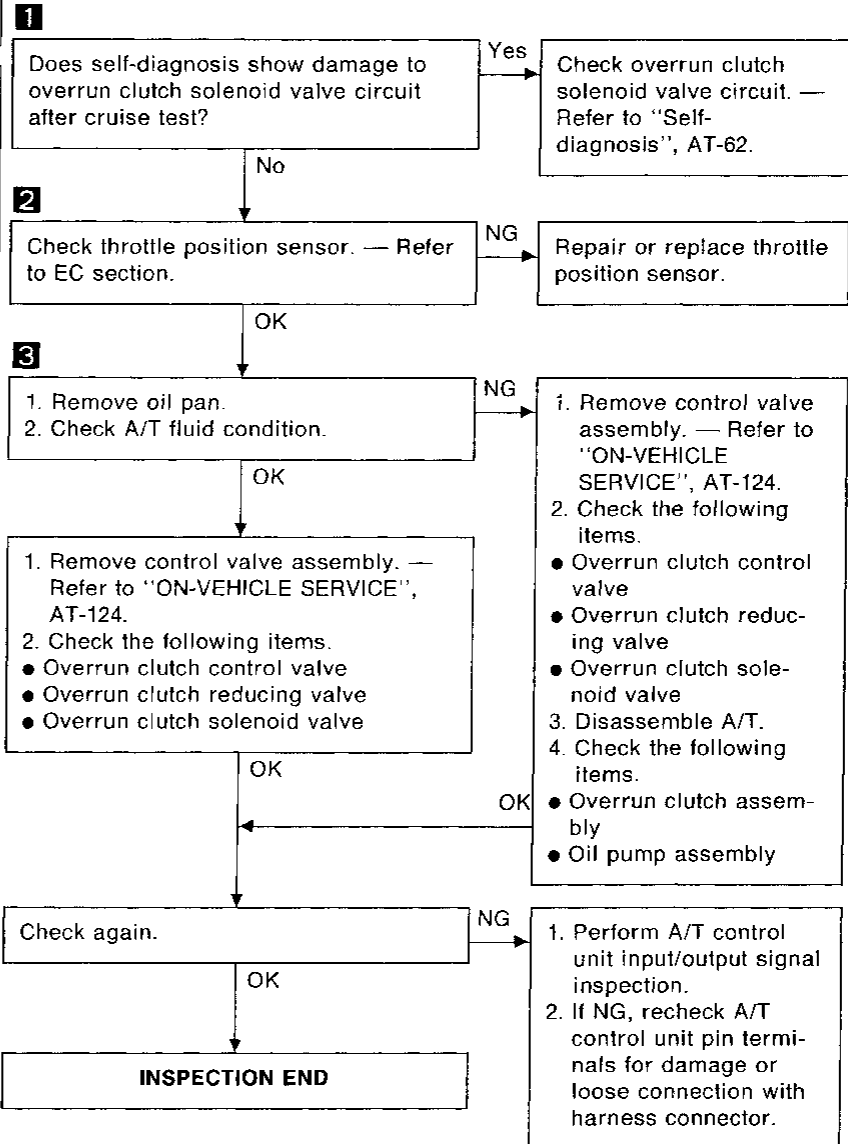 1
Does self-diagnosis show damage to
overrun clutch solenoid valve circuit
after cruise test?
Yes
Check overrun clutch
solenoid valve circuit. —
Refer to "Self-
diagnosis", AT-62.
No
2
Check throttle position sensor. — Refer
to EC section.
NG
Repair or replace throttle
position sensor.
OK
3
1. Remove oil pan.
2. Check A/T fluid condition.
NG
1. Remove control valve
assembly. — Refer to
"ON-VEHICLE
SERVICE", AT-124.
2. Check the following
items.
● Overrun clutch control
valve
● Overrun clutch reduc-
ing valve
● Overrun clutch sole-
noid valve
3. Disassemble A/T.
4. Check the following
items.
● Overrun clutch assem-
bly
● Oil pump assembly
OK
1. Remove control valve assembly. —
Refer to "ON-VEHICLE SERVICE",
AT-124.
2. Check the following items.
● Overrun clutch control valve
● Overrun clutch reducing valve
● Overrun clutch solenoid valve
OK
OK
Check again.
NG
1. Perform A/T control
unit input/output signal
inspection.
2. If NG, recheck A/T
control unit pin termi-
nals for damage or
loose connection with
harness connector.
OK
INSPECTION END